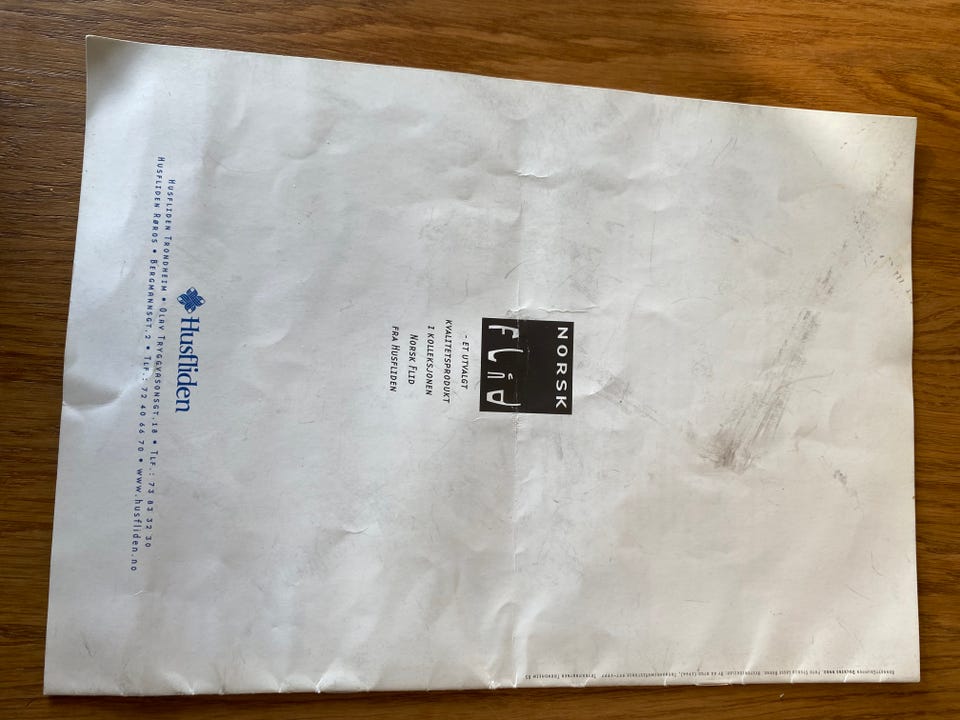 NORSK
FLID
- ET UTVALGT
KVALITETSPRODUKT
I KOLLEKSJONEN
NORSK FLID
FRA HUSFLIDEN
Husfliden
HUSFLIDEN TRONDHEIM • OLAV TRYGGVASONSGT.18 • TLF.: 73 83 32 30
HUSFLIDEN RØROS • BERGMANNSGT.2 • TLF.: 72 40 66 70 • www.husfliden.no